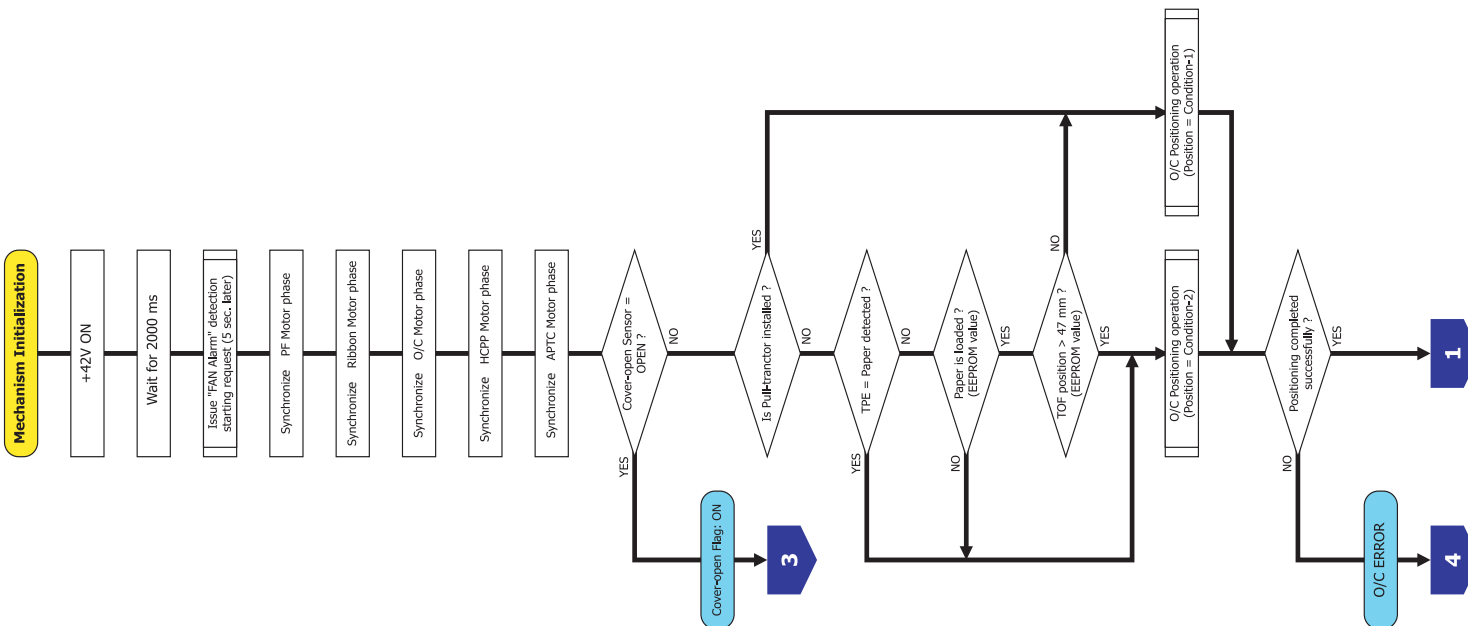 Mechanism Initialization
+42V ON
Wait for 2000 ms
Issue "FAN Alarm" detection
starting request (5 sec. later)
Synchronize PF Motor phase
Synchronize Ribbon Motor phase
Synchronize O/C Motor phase
Synchronize HCPP Motor phase
Synchronize APTC Motor phase
Cover-open Sensor =
OPEN ?
YES
NO
Cover-open Flag: ON
3
Is Pull-tranctor installed ?
YES
NO
TPE = Paper detected ?
YES
NO
Paper is loaded ?
(EEPROM value)
NO
YES
TOF position > 47 mm ?
(EEPROM value)
NO
YES
O/C Positioning operation
(Position = Condition-2)
O/C Positioning operation
(Position = Condition-1)
Positioning completed
successfully ?
NO
YES
O/C ERROR
4
1